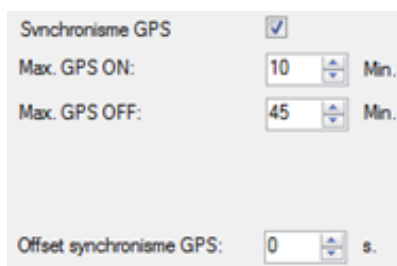 Synchronisme GPS
Max. GPS ON: 10 Min.
Max. GPS OFF: 45 Min.
Offset synchronisme GPS: 0 s.